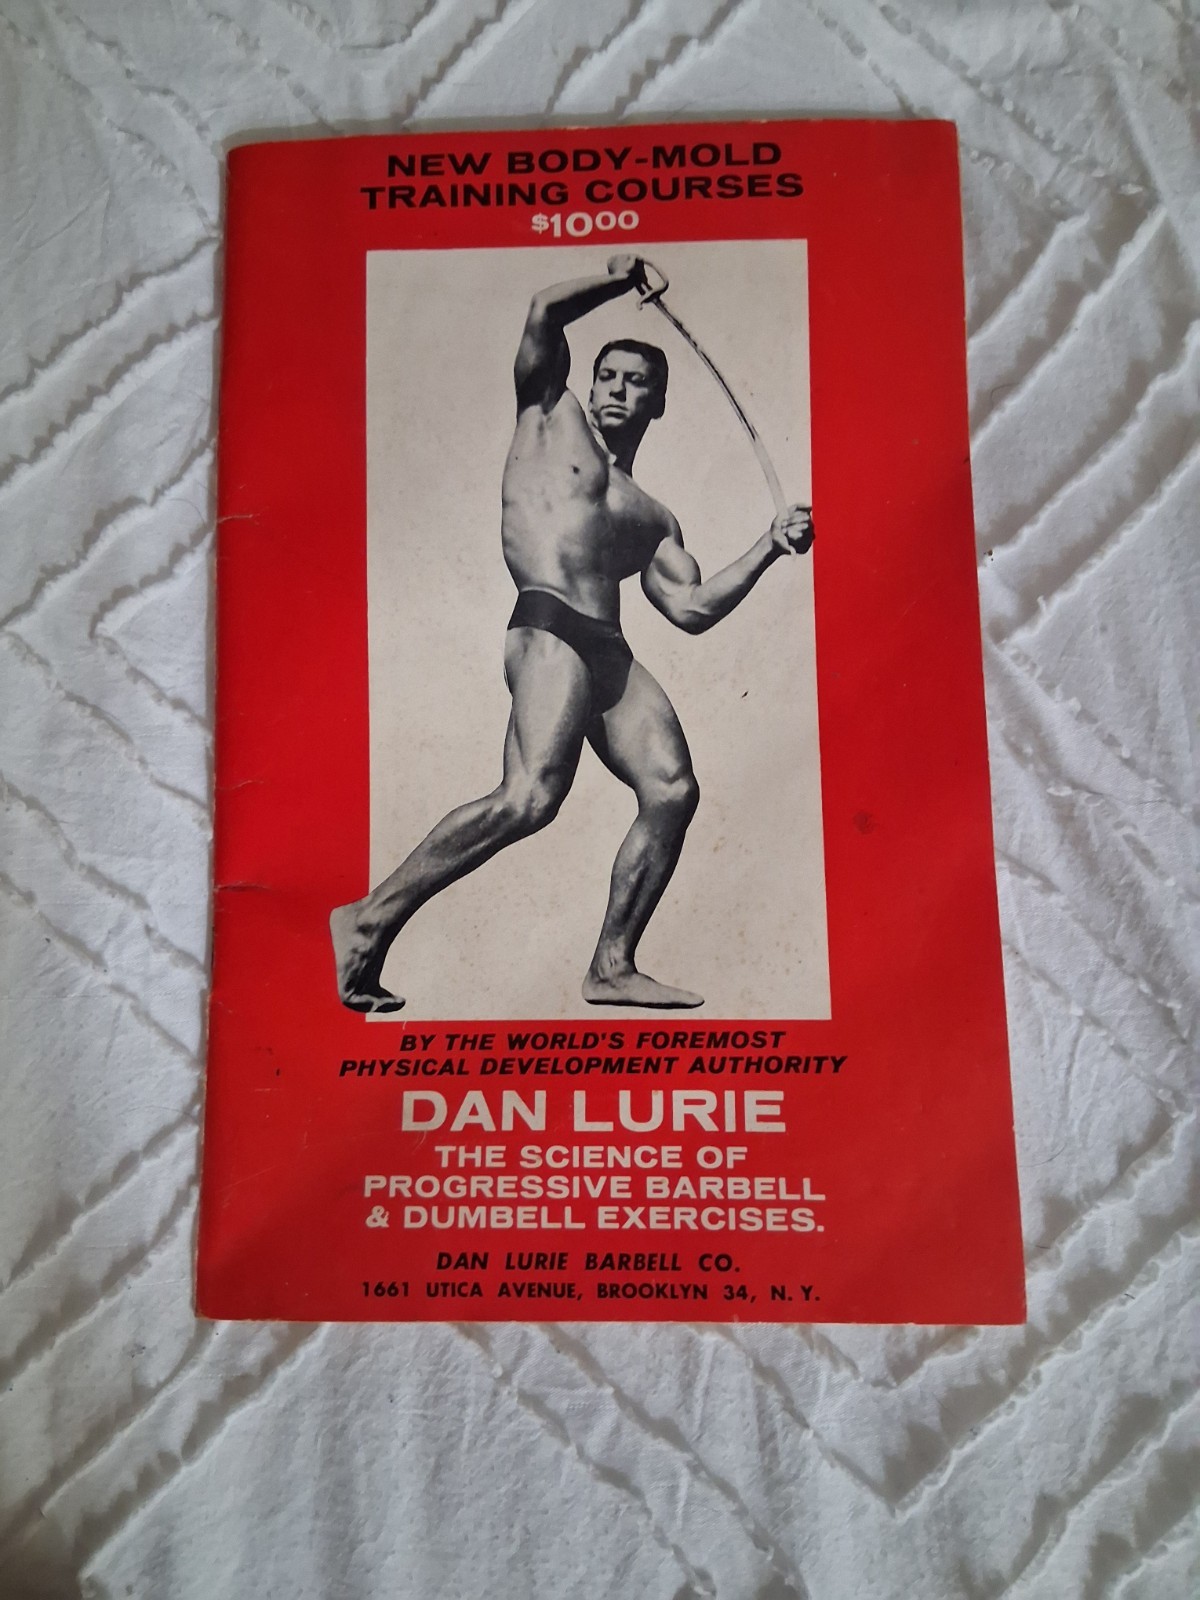 NEW BODY-MOLD
TRAINING COURSES
$10.00
BY THE WORLD'S FOREMOST
PHYSICAL DEVELOPMENT AUTHORITY
DAN LURIE
THE SCIENCE OF
PROGRESSIVE BARBELL
& DUMBELL EXERCISES.
DAN LURIE BARBELL CO.
1661 UTICA AVENUE, BROOKLYN 34, N. Y.